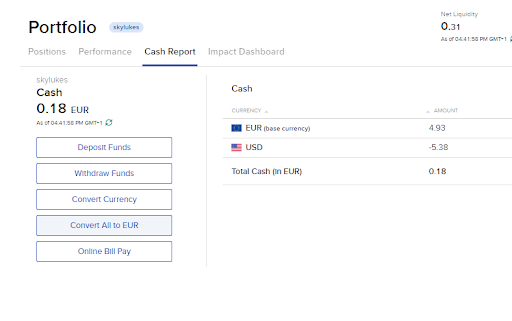 Portfolio
skylukes
Net Liquidity
0.31
As of 04:41:58 PM GMT+1
Positions Performance Cash Report Impact Dashboard
skylukes
Cash
0.18 EUR
As of 04:41:58 PM GMT+1
Deposit Funds
Withdraw Funds
Convert Currency
Convert All to EUR
Online Bill Pay
Cash
CURRENCY AMOUNT
EUR (base currency) 4.93
USD -5.38
Total Cash (in EUR) 0.18